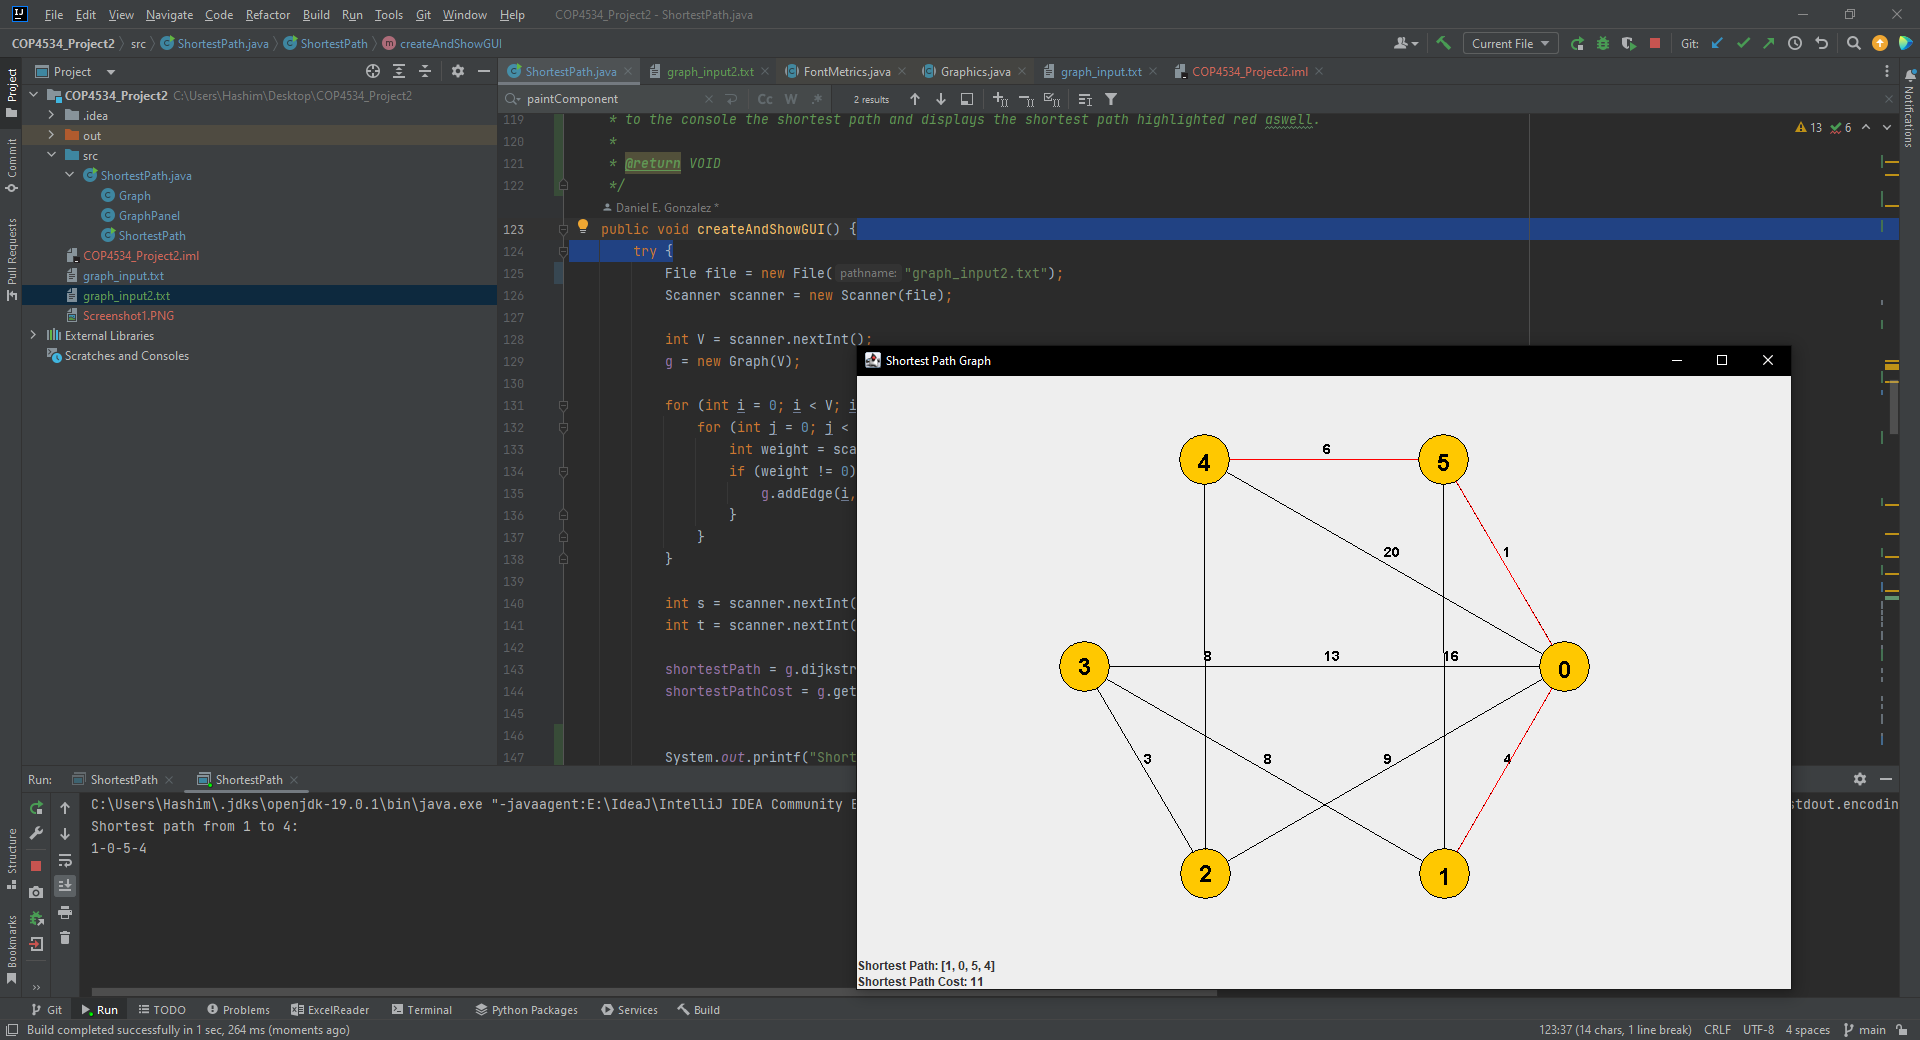 File Edit View Navigate Code Refactor Build Run Tools Git Window Help COP4534_Project2 - ShortestPath.java
COP4534_Project2 src ShortestPath.java ShortestPath createAndShowGUI Current File Git:
Project
Project
Commit
Pull Requests
Structure
Bookmarks
Notifications
COP4534_Project2 C:\Users\Hashim\Desktop\COP4534_Project2
.idea
out
src
ShortestPath.java
Graph
GraphPanel
ShortestPath
COP4534_Project2.iml
graph_input.txt
graph_input2.txt
Screenshot1.PNG
External Libraries
Scratches and Consoles
ShortestPath.java graph_input2.txt FontMetrics.java Graphics.java graph_input.txt COP4534_Project2.iml
paintComponent Cc W .* 2 results
13 6
119 * to the console the shortest path and displays the shortest path highlighted red aswell.
120 *
121 * @return VOID
122 */
Daniel E. Gonzalez *
123 public void createAndShowGUI() {
124 try {
125 File file = new File( pathname: "graph_input2.txt");
126 Scanner scanner = new Scanner(file);
127
128 int V = scanner.nextInt();
129 g = new Graph(V);
130
131 for (int i = 0; i < V; i
132 for (int j = 0; j <
133 int weight = sca
134 if (weight != 0)
135 g.addEdge(i,
136 }
137 }
138 }
139
140 int s = scanner.nextInt(
141 int t = scanner.nextInt(
142
143 shortestPath = g.dijkstr
144 shortestPathCost = g.get
145
146
147 System.out.printf("Short
Shortest Path Graph
4 6 5
20 1
3 8 13 16 0
3 8 9 4
2 1
Shortest Path: [1, 0, 5, 4]
Shortest Path Cost: 11
Run: ShortestPath ShortestPath
C:\Users\Hashim\.jdks\openjdk-19.0.1\bin\java.exe "-javaagent:E:\IdeaJ\IntelliJ IDEA Community E
tdout.encodin
Shortest path from 1 to 4:
1-0-5-4
Git Run TODO Problems ExcelReader Terminal Python Packages Services Build
Build completed successfully in 1 sec, 264 ms (moments ago) 123:37 (14 chars, 1 line break) CRLF UTF-8 4 spaces main